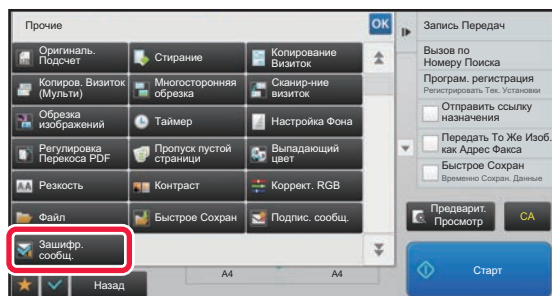 Прочие
OK
Оригиналь.
Подсчет
Стирание
Копирование
Визиток
Копиров. Визиток
(Мульти)
Многосторонняя
обрезка
Сканир-ние
визиток
Обрезка
изображений
Таймер
Настройка Фона
Регулировка
Перекоса PDF
Пропуск пустой
страници
Выпадающий
цвет
Резкость
Контраст
Коррект. RGB
Файл
Быстрое Сохран
Подпис. сообщ.
Зашифр.
сообщ.
A4
A4
Назад
Запись Передач
Вызов по
Номеру Поиска
Програм. регистрация
Регистрировать Тек. Установки
Отправить ссылку
назначения
Передать То Же Изоб.
как Адрес Факса
Быстрое Сохран
Временно Сохран. Данные
Предварит.
Просмотр
CA
Старт